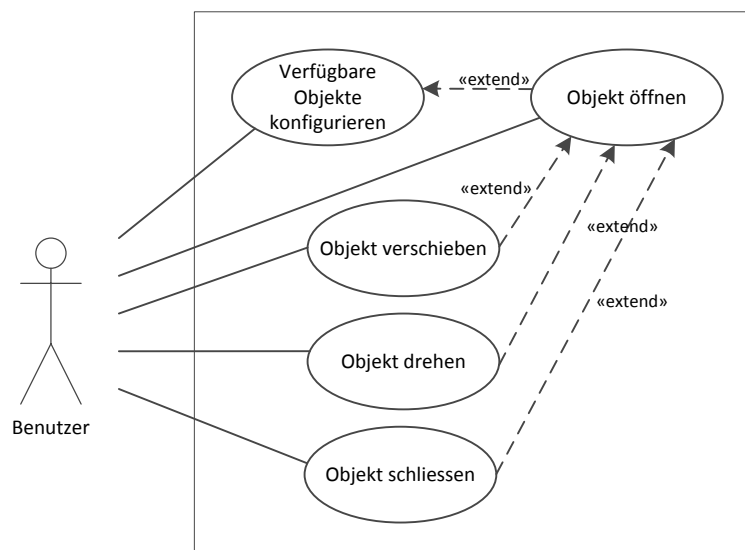 Verfügbare
Objekte
konfigurieren
«extend»
Objekt öffnen
«extend»
Objekt verschieben
«extend»
«extend»
Objekt drehen
Benutzer
Objekt schliessen